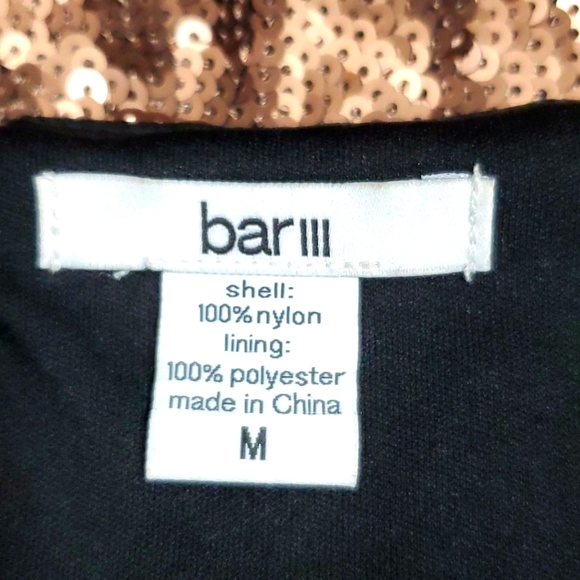 bar III
shell:
100% nylon
lining:
100% polyester
made in China
M